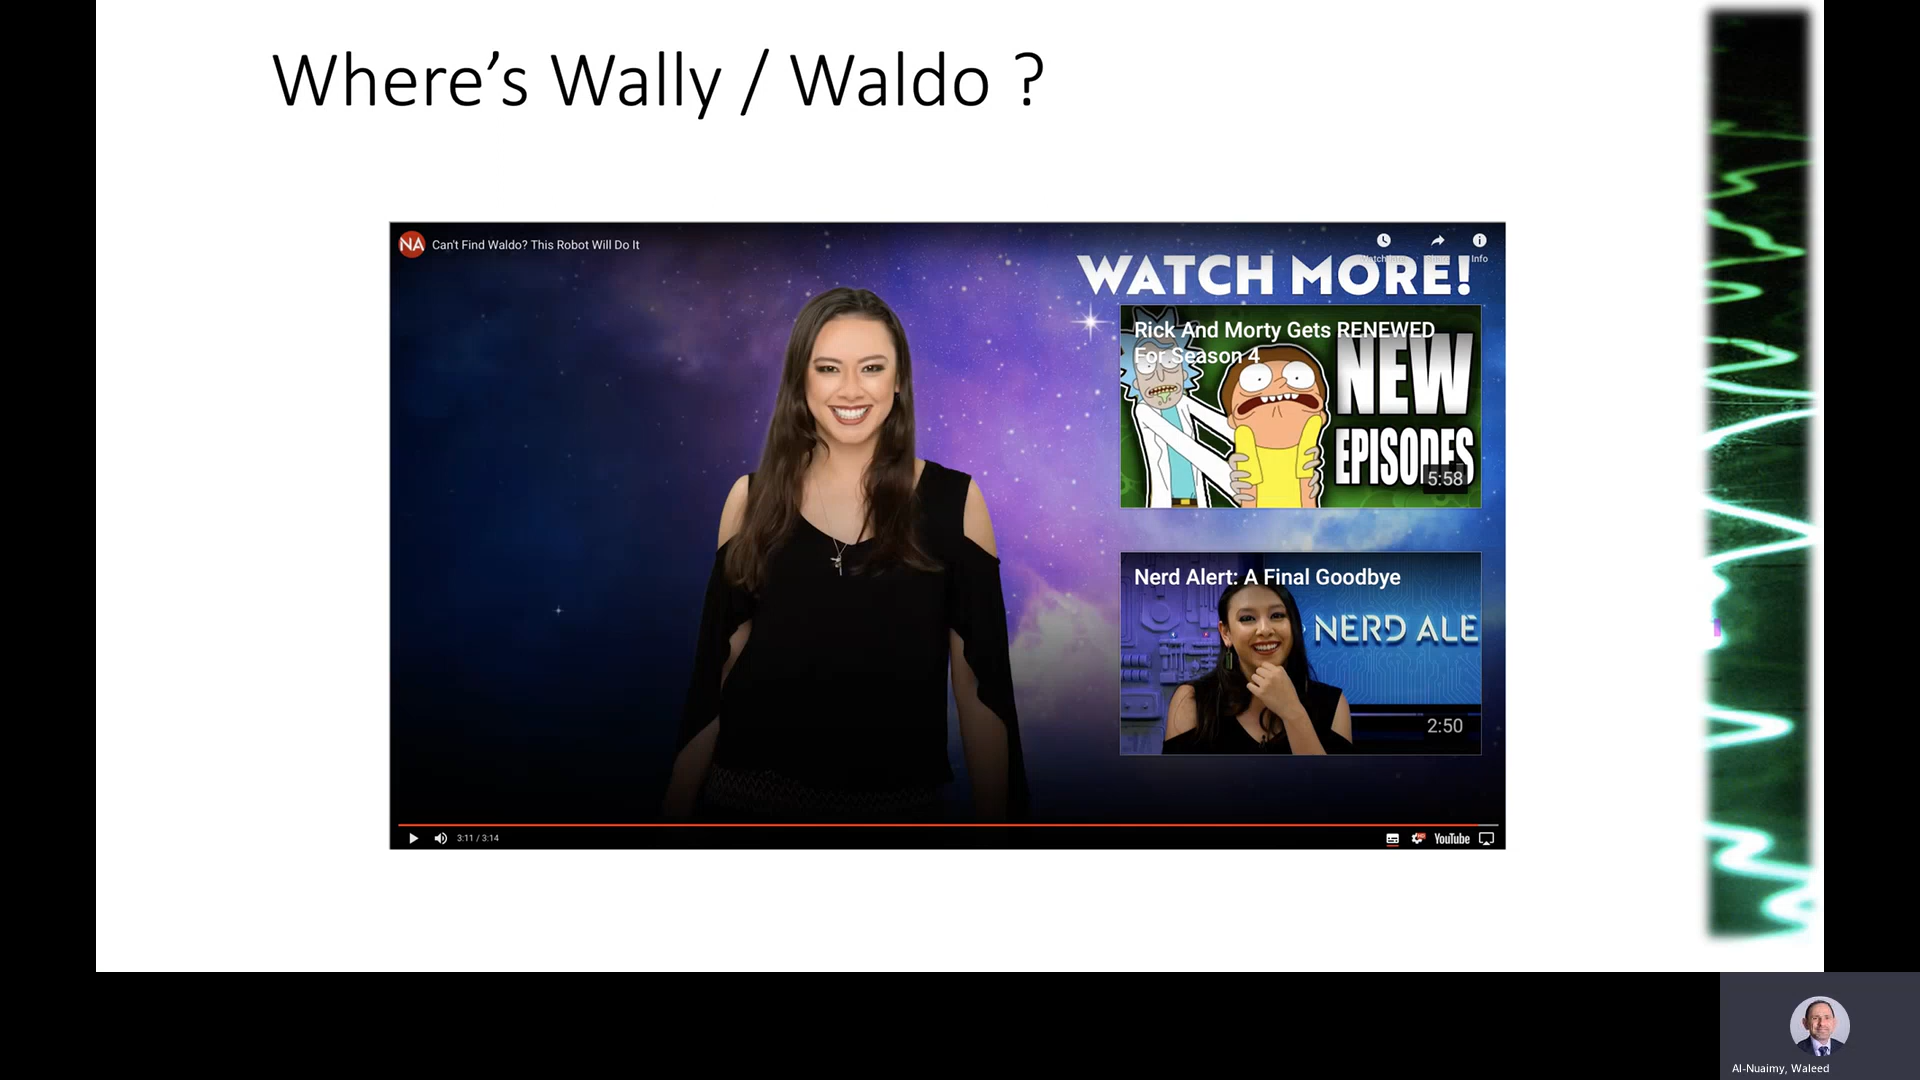 Where's Wally / Waldo ?
NA Can't Find Waldo? This Robot Will Do It
Info
WATCH MORE!
Rick And Morty Gets RENEWED
For Season 4
NEW
EPISODES
5:58
Nerd Alert: A Final Goodbye
NERD ALE
2:50
3:11 / 3:14
HD
YouTube
Al-Nuaimy, Waleed